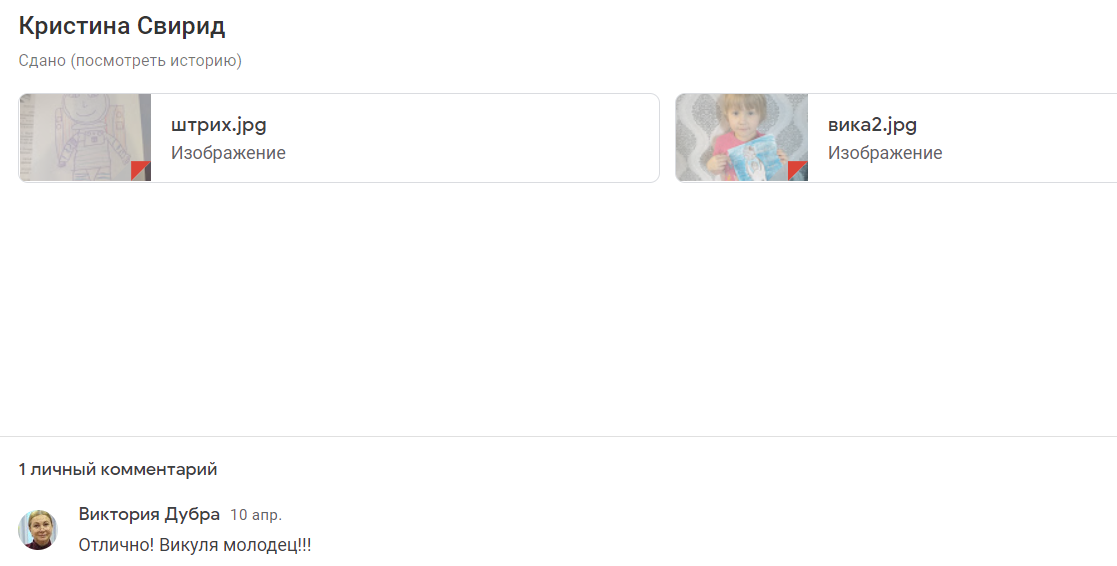 Кристина Свирид
Сдано (посмотреть историю)
штрих.jpg
Изображение
вика2.jpg
Изображение
1 личный комментарий
Виктория Дубра 10 апр.
Отлично! Викуля молодец!!!